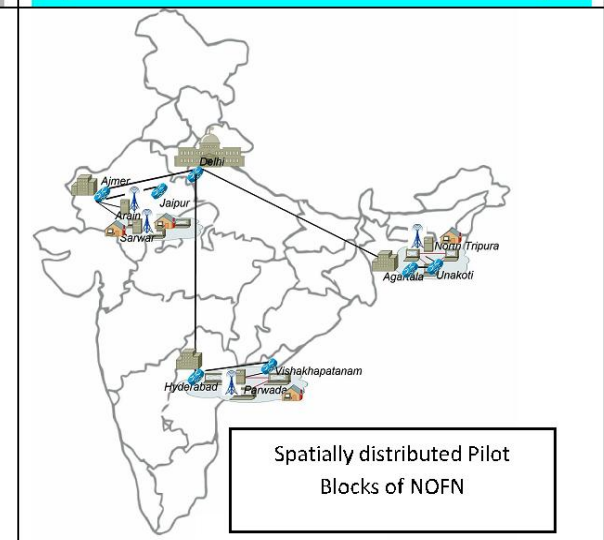 Delhi
Ajmer
Jaipur
Arain
Sarwar
North Tripura
Agartala
Unakoti
Vishakhapatanam
Hyderabad
Parwada
Spatially distributed Pilot
Blocks of NOFN